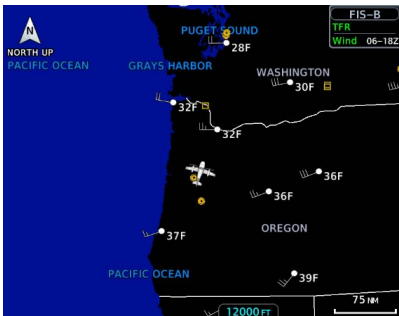 FIS-B
TFR
Wind 06-18Z
N
NORTH UP
PUGET SOUND
28F
PACIFIC OCEAN
GRAYS HARBOR
WASHINGTON
30F
32F
32F
36F
36F
37F
OREGON
PACIFIC OCEAN
39F
75 NM
12000 FT